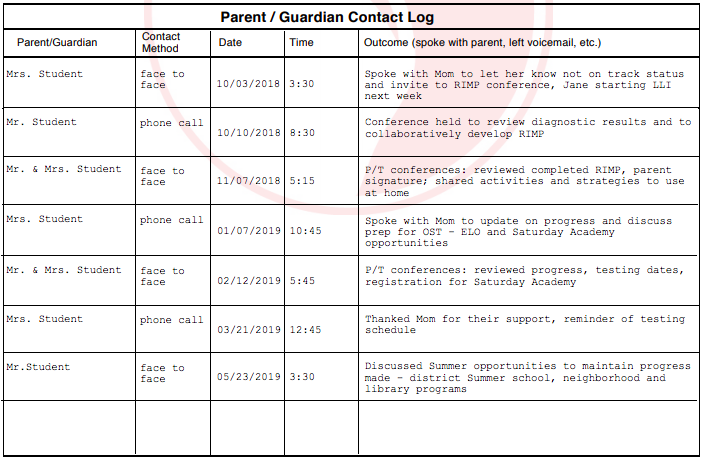 Parent / Guardian Contact Log
Parent/Guardian Contact Method Date Time Outcome (spoke with parent, left voicemail, etc.)
Mrs. Student face to face 10/03/2018 3:30 Spoke with Mom to let her know not on track status and invite to RIMP conference, Jane starting LLI next week
Mr. Student phone call 10/10/2018 8:30 Conference held to review diagnostic results and to collaboratively develop RIMP
Mr. & Mrs. Student face to face 11/07/2018 5:15 P/T conferences: reviewed completed RIMP, parent signature; shared activities and strategies to use at home
Mrs. Student phone call 01/07/2019 10:45 Spoke with Mom to update on progress and discuss prep for OST – ELO and Saturday Academy opportunities
Mr. & Mrs. Student face to face 02/12/2019 5:45 P/T conferences: reviewed progress, testing dates, registration for Saturday Academy
Mrs. Student phone call 03/21/2019 12:45 Thanked Mom for their support, reminder of testing schedule
Mr.Student face to face 05/23/2019 3:30 Discussed Summer opportunities to maintain progress made – district Summer school, neighborhood and library programs